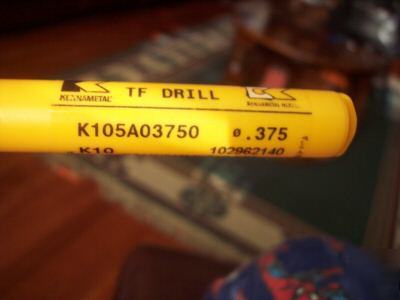 KENNAMETAL TF DRILL KENNAMETAL
K105A03750 ø.375
K10 102962140